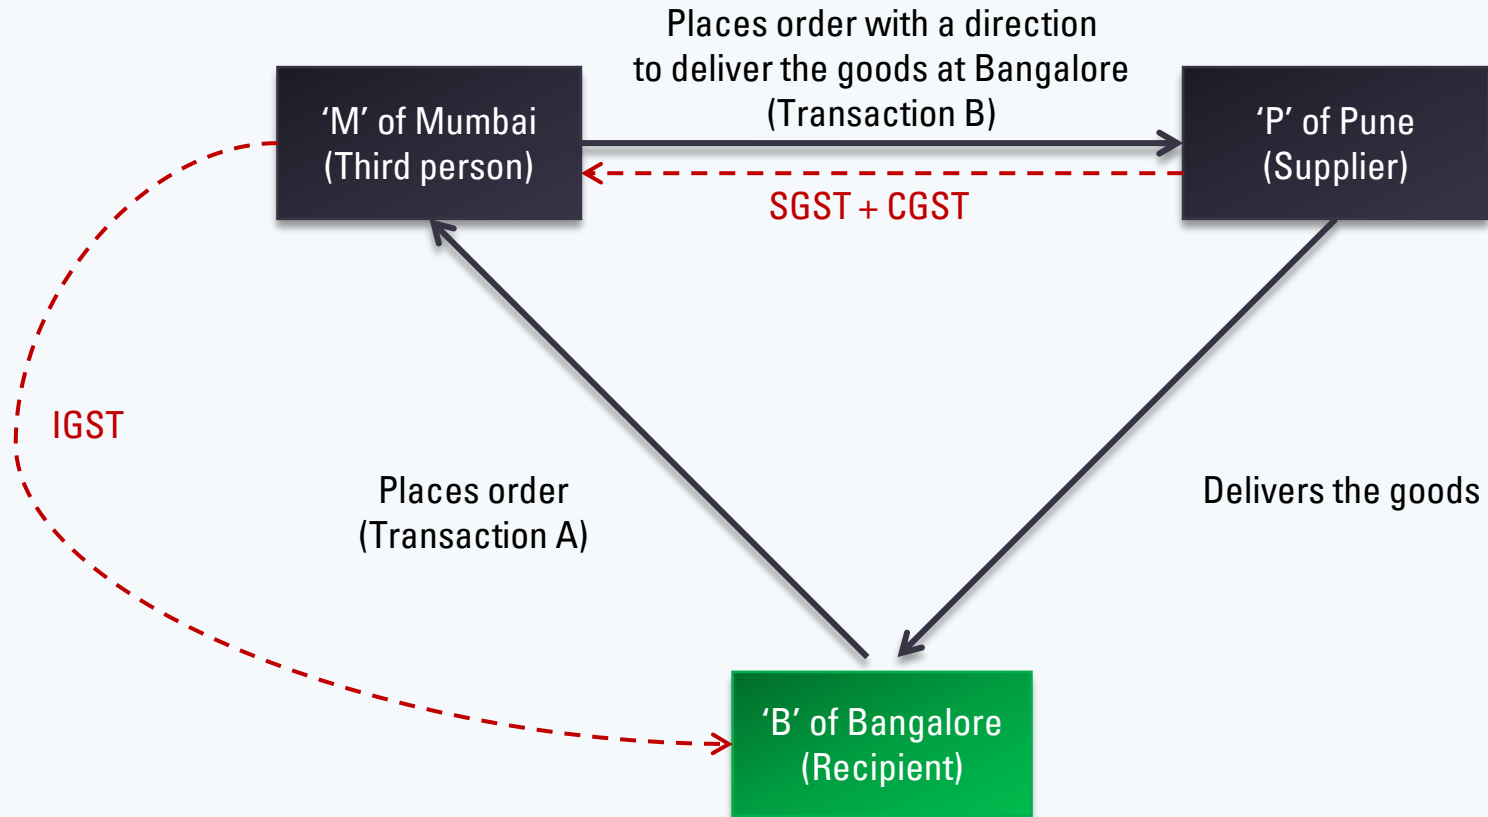 Places order with a direction
to deliver the goods at Bangalore
(Transaction B)
‘M’ of Mumbai
(Third person)
‘P’ of Pune
(Supplier)
SGST + CGST
IGST
Places order
(Transaction A)
Delivers the goods
‘B’ of Bangalore
(Recipient)